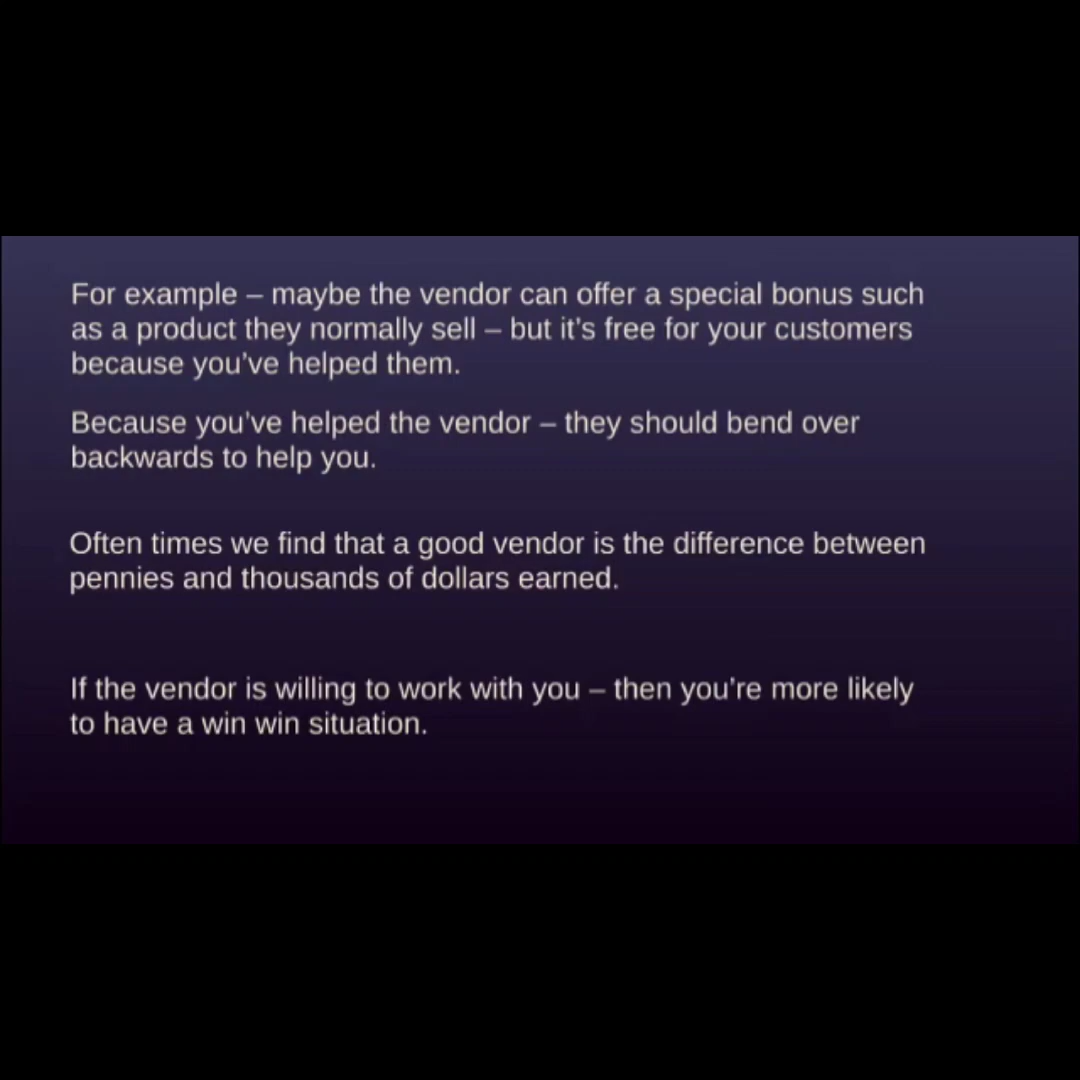 For example – maybe the vendor can offer a special bonus such
as a product they normally sell – but it’s free for your customers
because you’ve helped them.
Because you’ve helped the vendor – they should bend over
backwards to help you.
Often times we find that a good vendor is the difference between
pennies and thousands of dollars earned.
If the vendor is willing to work with you – then you’re more likely
to have a win win situation.